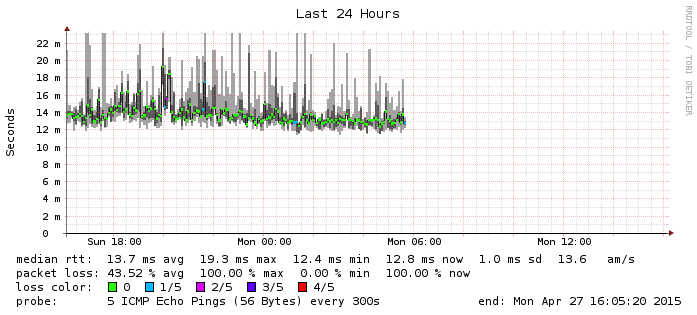 Last 24 Hours
RRDTOOL / TOBI OETIKER
Seconds
22 m
20 m
18 m
16 m
14 m
12 m
10 m
8 m
6 m
4 m
2 m
0
Sun 18:00 Mon 00:00 Mon 06:00 Mon 12:00
median rtt: 13.7 ms avg 19.3 ms max 12.4 ms min 12.8 ms now 1.0 ms sd 13.6 am/s
packet loss: 43.52 % avg 100.00 % max 0.00 % min 100.00 % now
loss color: 0 1/5 2/5 3/5 4/5
probe: 5 ICMP Echo Pings (56 Bytes) every 300s end: Mon Apr 27 16:05:20 2015